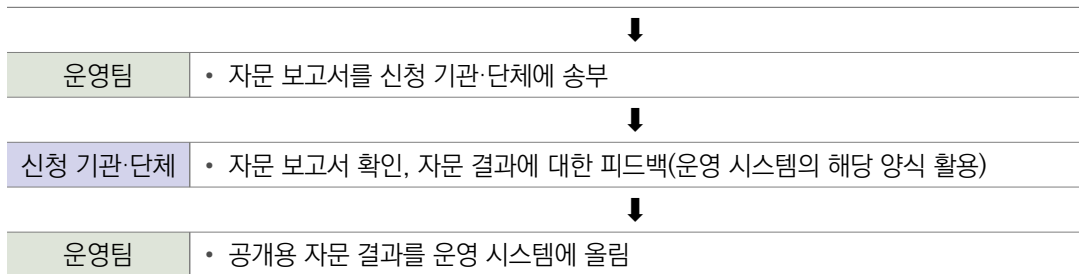 운영팀 • 자문 보고서를 신청 기관·단체에 송부
신청 기관·단체 • 자문 보고서 확인, 자문 결과에 대한 피드백(운영 시스템의 해당 양식 활용)
운영팀 • 공개용 자문 결과를 운영 시스템에 올림